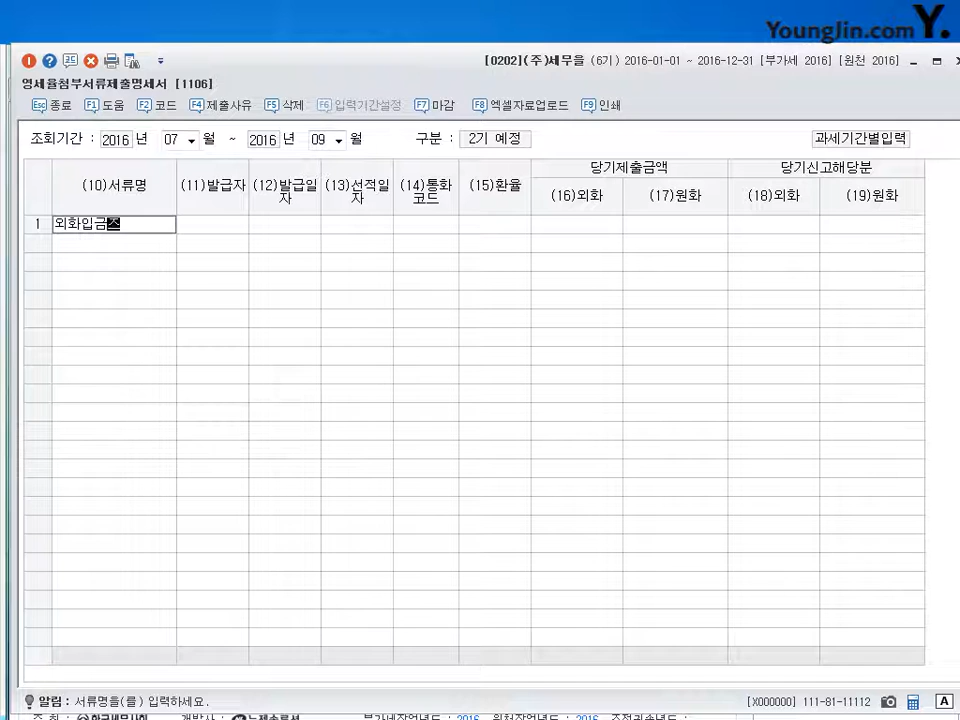 YoungJin.com Y.
[0202](주)세무을 (6기) 2016-01-01 ~ 2016-12-31 [부가세 2016] [원천 2016]
영세율첨부서류제출명세서 [1106]
Esc 종료 F1 도움 F2 코드 F4 제출사유 F5 삭제 F6 입력기간설정 F7 마감 F8 엑셀자료업로드 F9 인쇄
조회기간 : 2016 년 07 월 ~ 2016 년 09 월 구분 : 2기 예정 과세기간별입력
(10)서류명 (11)발급자 (12)발급일자 (13)선적일자 (14)통화코드 (15)환율 당기제출금액 당기신고해당분
(16)외화 (17)원화 (18)외화 (19)원화
1 외화입금즈
알림 : 서류명을(를) 입력하세요. [X000000] 111-81-11112 A